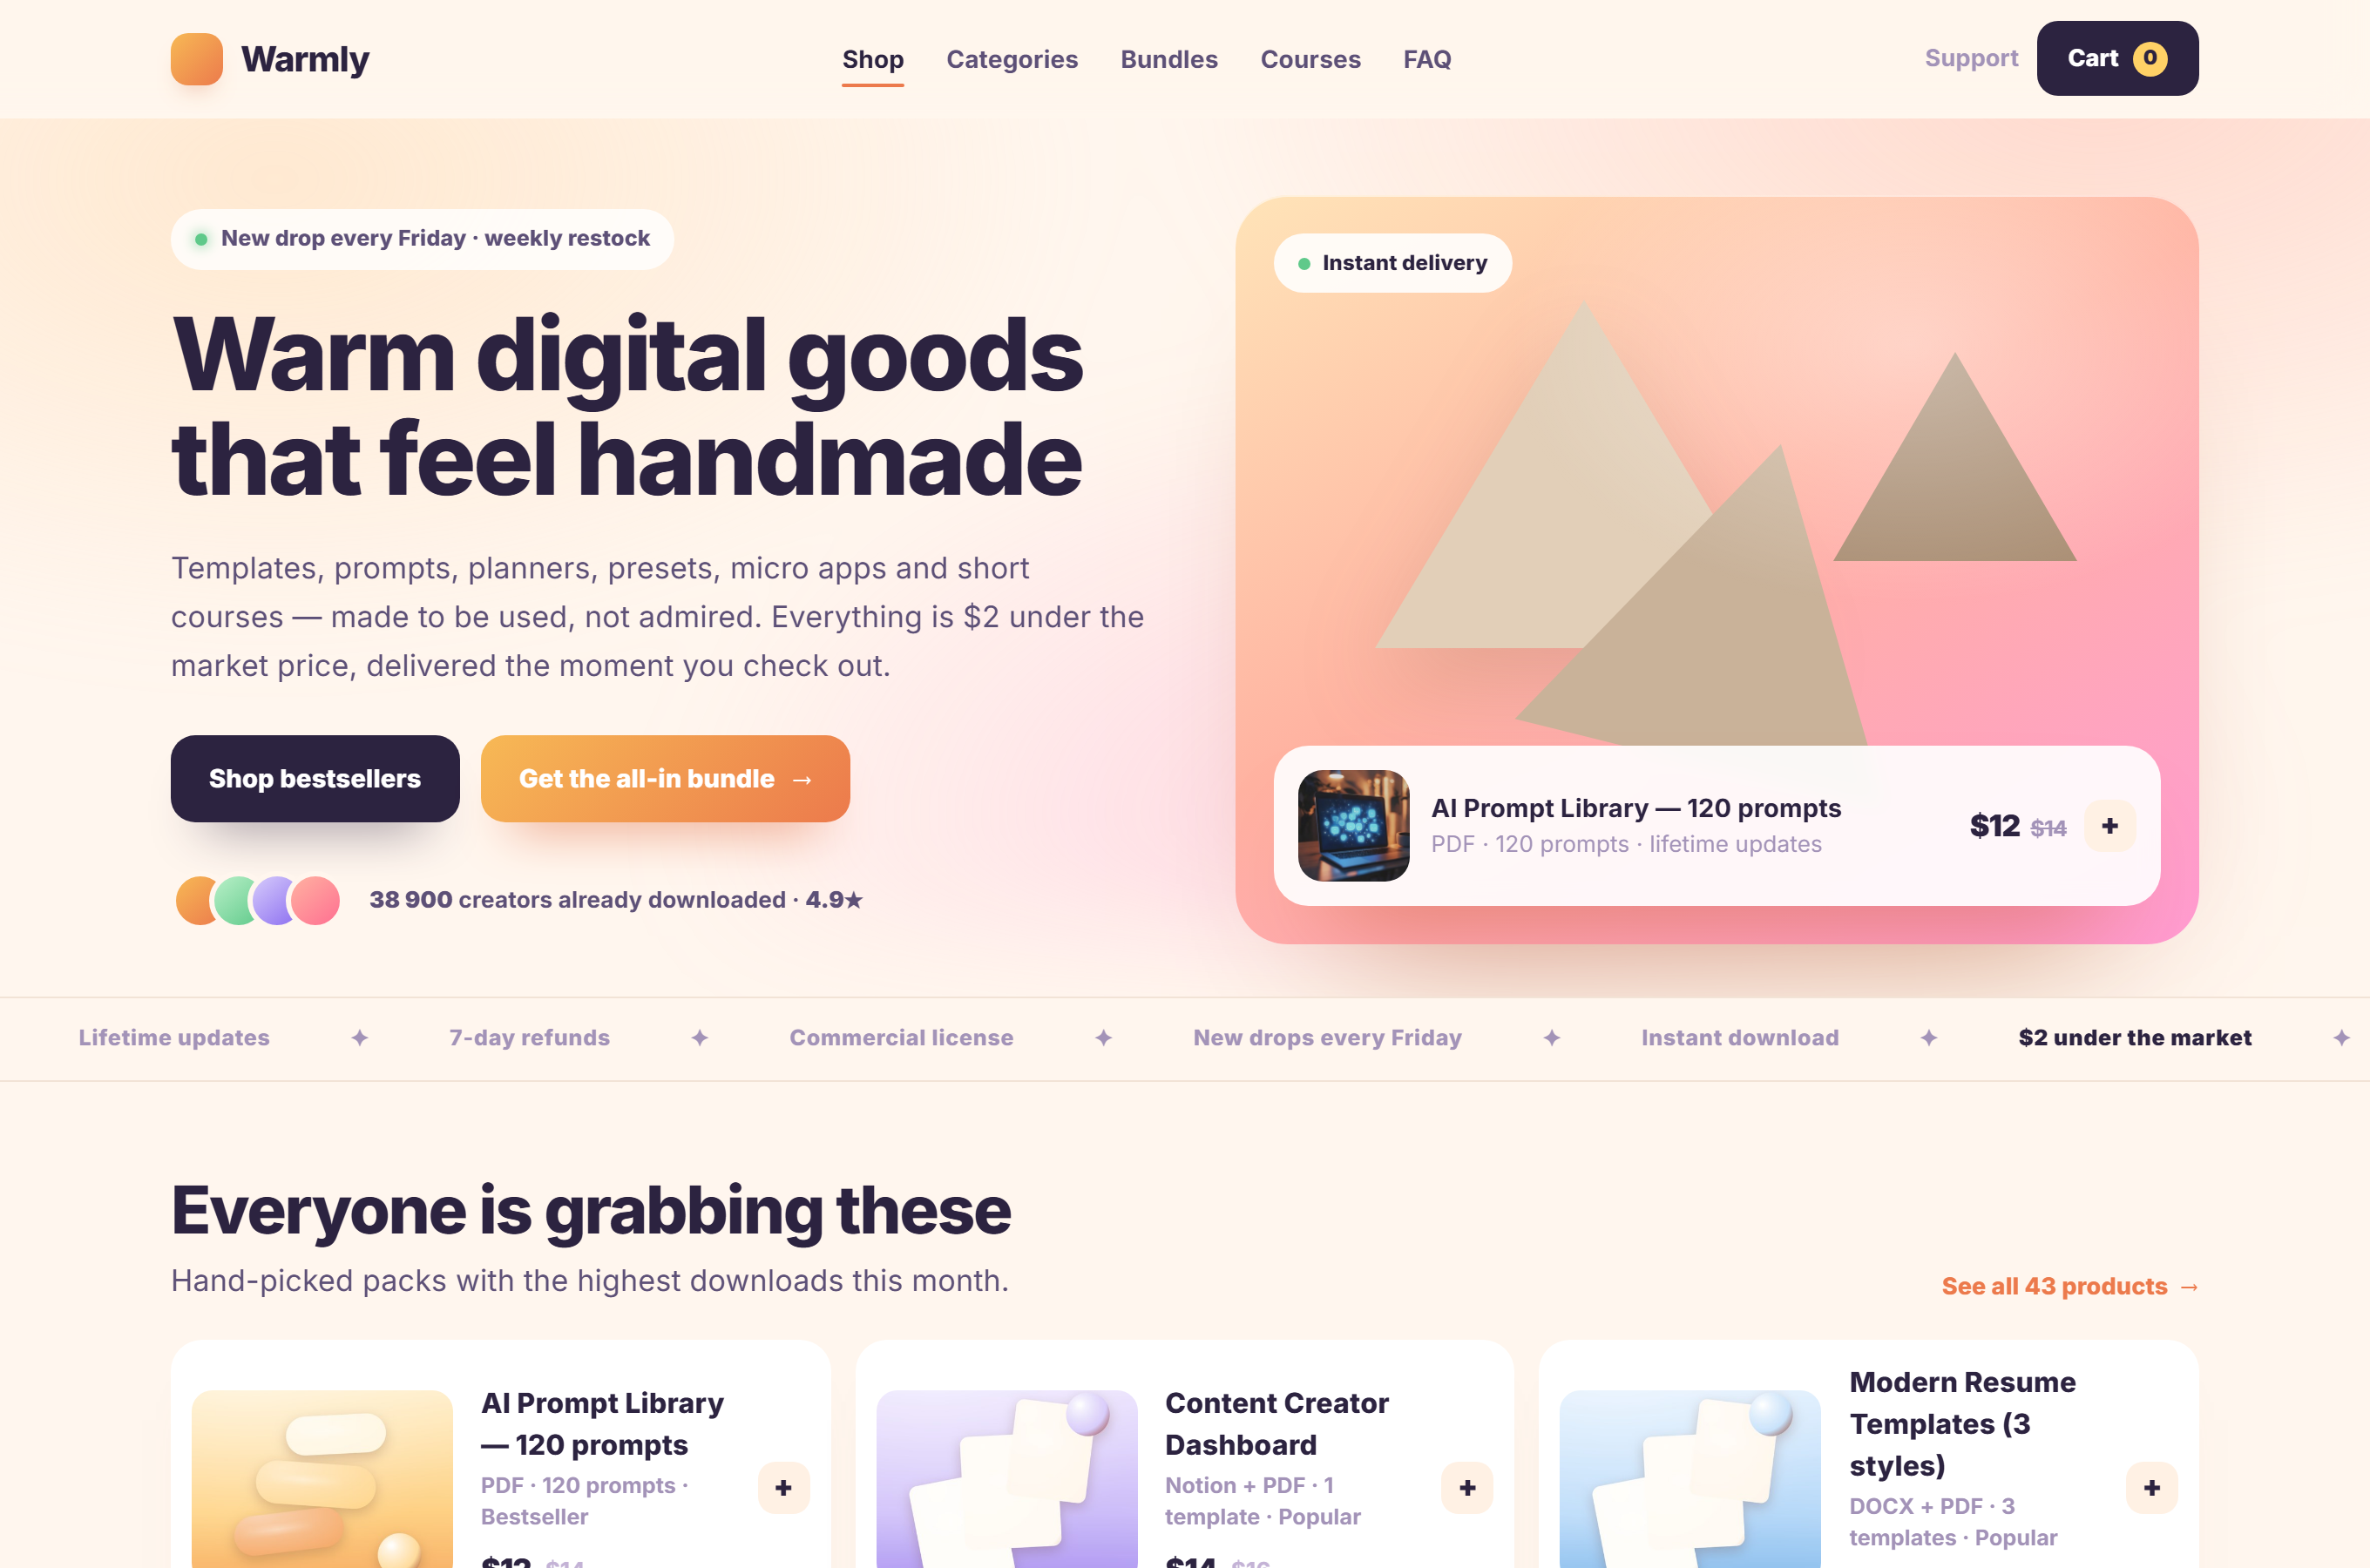 Warmly
Shop
Categories
Bundles
Courses
FAQ
Support
Cart 0
New drop every Friday · weekly restock
Warm digital goods
that feel handmade
Templates, prompts, planners, presets, micro apps and short
courses — made to be used, not admired. Everything is $2 under the
market price, delivered the moment you check out.
Shop bestsellers
Get the all-in bundle →
38 900 creators already downloaded · 4.9★
Instant delivery
AI Prompt Library — 120 prompts
PDF · 120 prompts · lifetime updates
$12 $14
+
Lifetime updates ✦ 7-day refunds ✦ Commercial license ✦ New drops every Friday ✦ Instant download ✦ $2 under the market ✦
Everyone is grabbing these
Hand-picked packs with the highest downloads this month.
See all 43 products →
AI Prompt Library
— 120 prompts
PDF · 120 prompts ·
Bestseller
$12 $14
+
Content Creator
Dashboard
Notion + PDF · 1
template · Popular
$14 $16
+
Modern Resume
Templates (3
styles)
DOCX + PDF · 3
templates · Popular
+